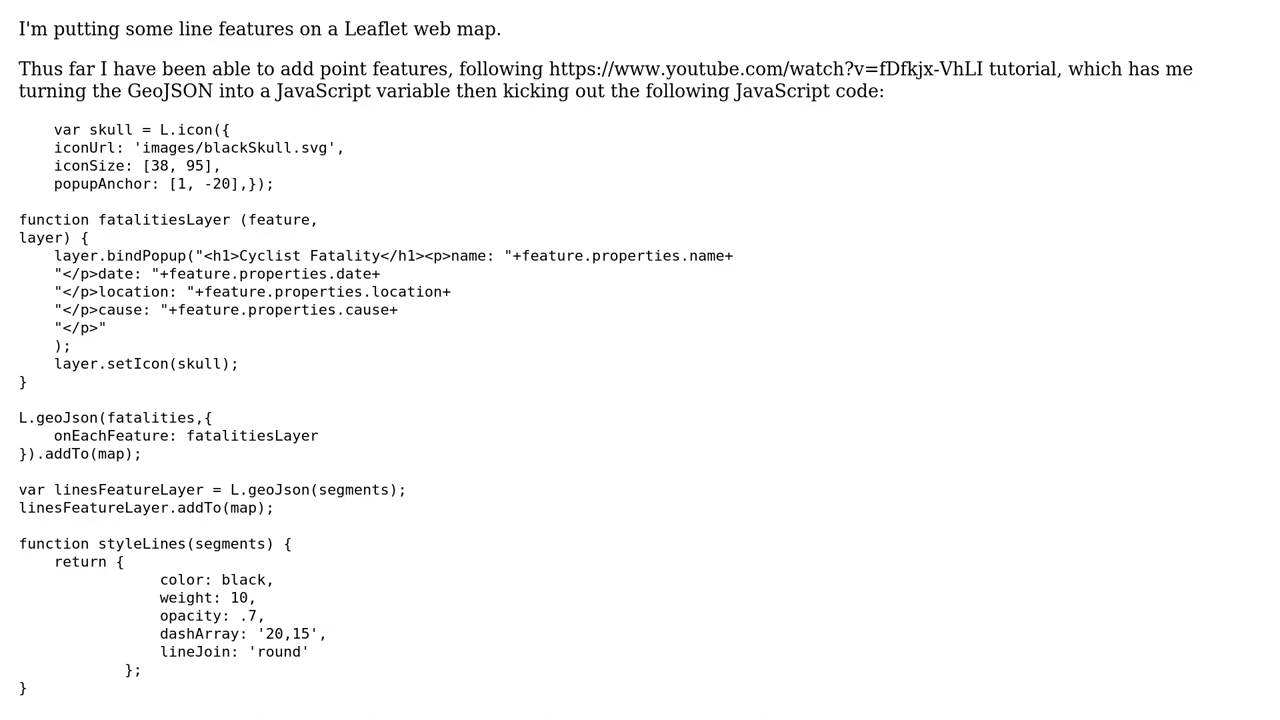 I'm putting some line features on a Leaflet web map.
Thus far I have been able to add point features, following https://www.youtube.com/watch?v=fDfkjx-VhLI tutorial, which has me
turning the GeoJSON into a JavaScript variable then kicking out the following JavaScript code:
    var skull = L.icon({
    iconUrl: 'images/blackSkull.svg',
    iconSize: [38, 95],
    popupAnchor: [1, -20],});
function fatalitiesLayer (feature,
layer) {
    layer.bindPopup("<h1>Cyclist Fatality</h1><p>name: "+feature.properties.name+
    "</p>date: "+feature.properties.date+
    "</p>location: "+feature.properties.location+
    "</p>cause: "+feature.properties.cause+
    "</p>"
    );
    layer.setIcon(skull);
}
L.geoJson(fatalities,{
    onEachFeature: fatalitiesLayer
}).addTo(map);
var linesFeatureLayer = L.geoJson(segments);
linesFeatureLayer.addTo(map);
function styleLines(segments) {
    return {
                color: black,
                weight: 10,
                opacity: .7,
                dashArray: '20,15',
                lineJoin: 'round'
            };
}